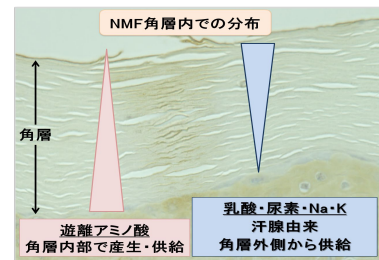 NMF角層内での分布
角層
遊離アミノ酸
角層内部で産生・供給
乳酸・尿素・Na・K
汗腺由来
角層外側から供給